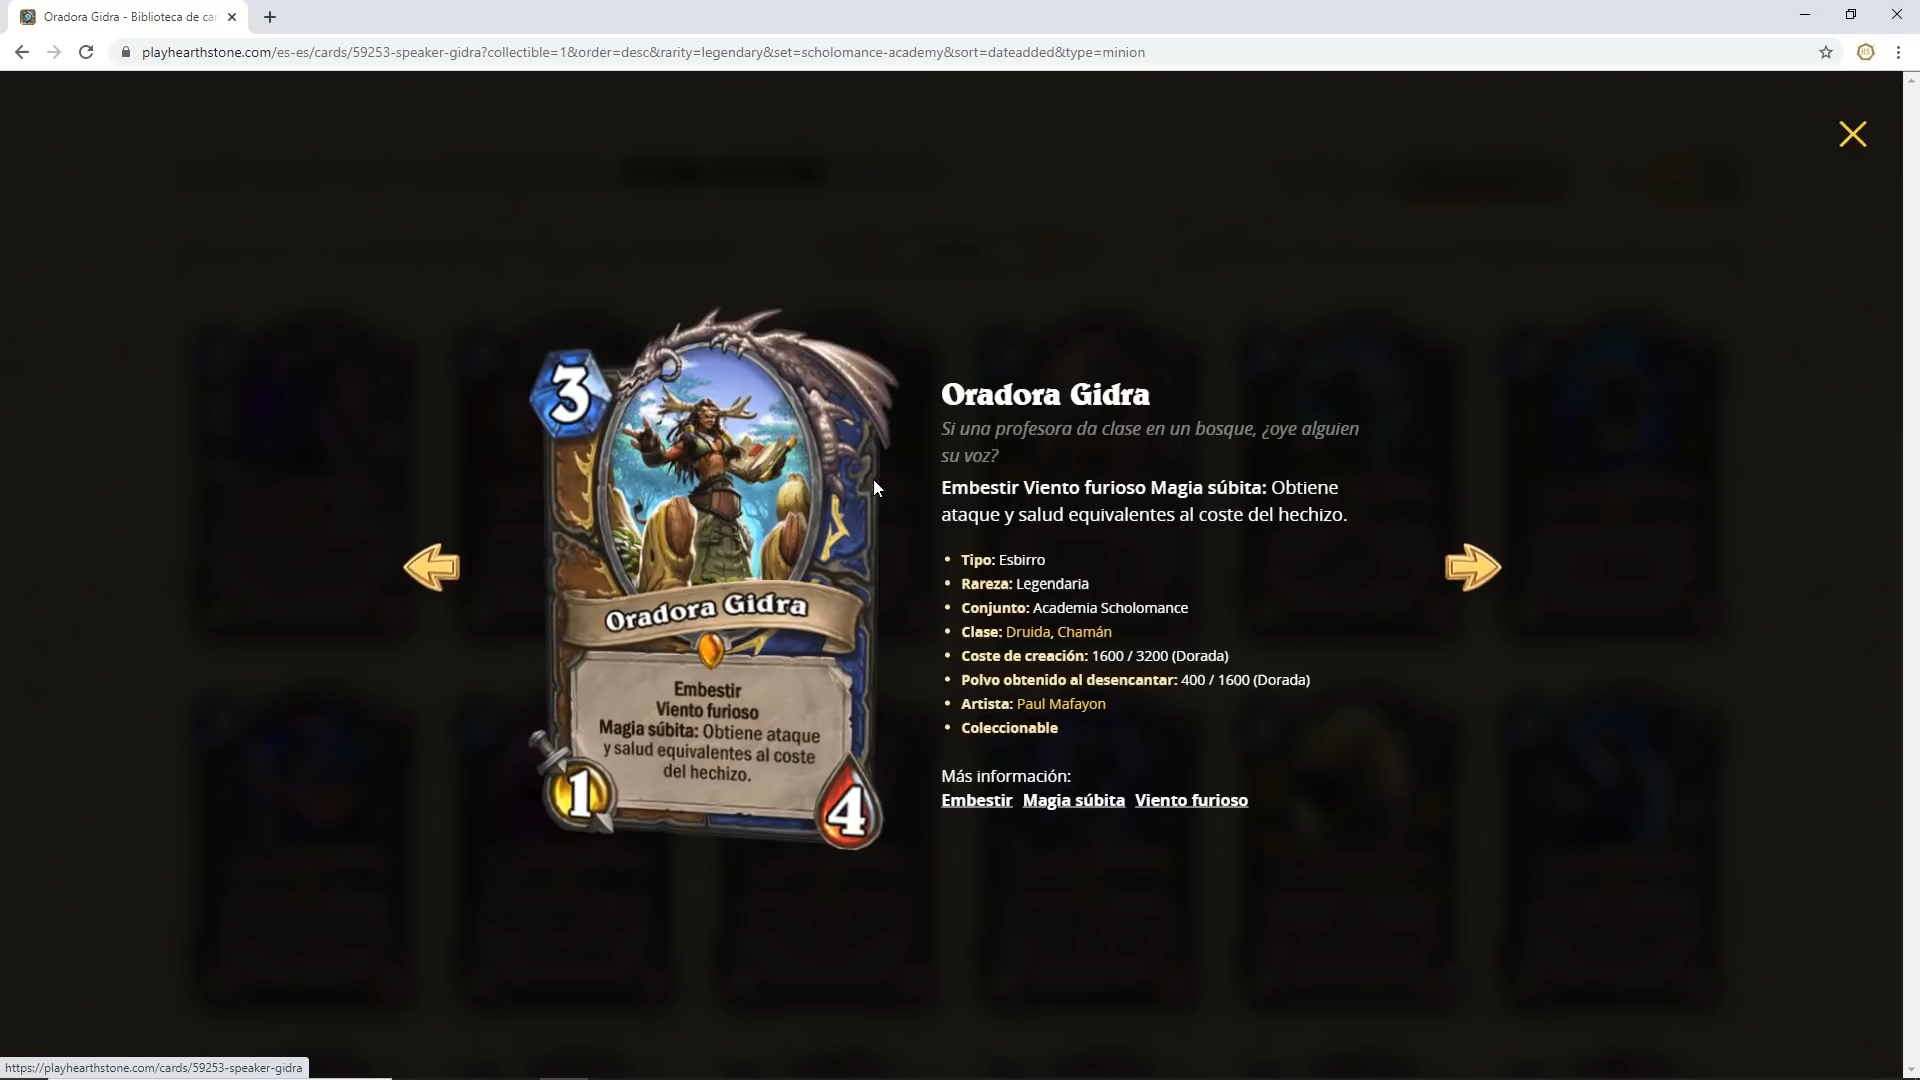 Oradora Gidra - Biblioteca de car
playhearthstone.com/es-es/cards/59253-speaker-gidra?collectible=1&order=desc&rarity=legendary&set=scholomance-academy&sort=dateadded&type=minion
3
Oradora Gidra
Embestir
Viento furioso
Magia súbita: Obtiene ataque
y salud equivalentes al coste
del hechizo.
1
4
Oradora Gidra
Si una profesora da clase en un bosque, ¿oye alguien
su voz?
Embestir Viento furioso Magia súbita: Obtiene
ataque y salud equivalentes al coste del hechizo.
• Tipo: Esbirro
• Rareza: Legendaria
• Conjunto: Academia Scholomance
• Clase: Druida, Chamán
• Coste de creación: 1600 / 3200 (Dorada)
• Polvo obtenido al desencantar: 400 / 1600 (Dorada)
• Artista: Paul Mafayon
• Coleccionable
Más información:
Embestir Magia súbita Viento furioso
https://playhearthstone.com/cards/59253-speaker-gidra